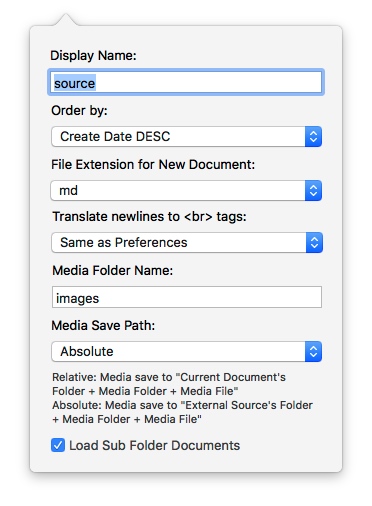 Display Name:
source
Order by:
Create Date DESC
File Extension for New Document:
md
Translate newlines to <br> tags:
Same as Preferences
Media Folder Name:
images
Media Save Path:
Absolute
Relative: Media save to "Current Document's
Folder + Media Folder + Media File"
Absolute: Media save to "External Source's Folder
+ Media Folder + Media File"
Load Sub Folder Documents